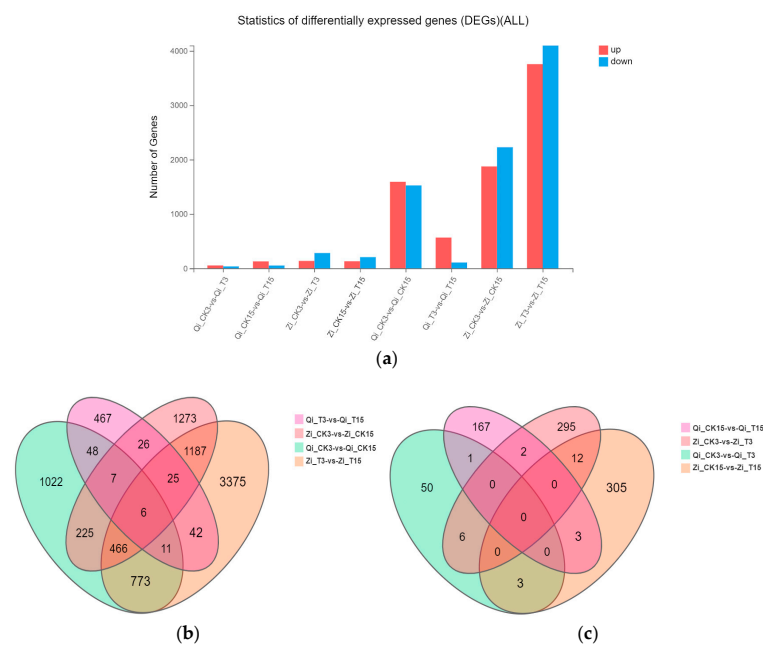 Statistics of differentially expressed genes (DEGs)(ALL)
up
down
Number of Genes
4000
3000
2000
1000
0
Qi_CK3-vs-Qi_T3
Qi_CK15-vs-Qi_T15
Zi_CK3-vs-Zi_T3
Zi_CK15-vs-Zi_T15
Qi_CK3-vs-Qi_CK15
Qi_T3-vs-Qi_T15
Zi_CK3-vs-Zi_CK15
Zi_T3-vs-Zi_T15
(a)
467
1273
48
26
1187
1022
7
25
3375
6
225
42
466
11
773
Qi_T3-vs-Qi_T15
Zi_CK3-vs-Zi_CK15
Qi_CK3-vs-Qi_CK15
Zi_T3-vs-Zi_T15
(b)
167
295
1
2
12
50
0
0
305
0
6
3
0
0
3
Qi_CK15-vs-Qi_T15
Zi_CK3-vs-Zi_T3
Qi_CK3-vs-Qi_T3
Zi_CK15-vs-Zi_T15
(c)